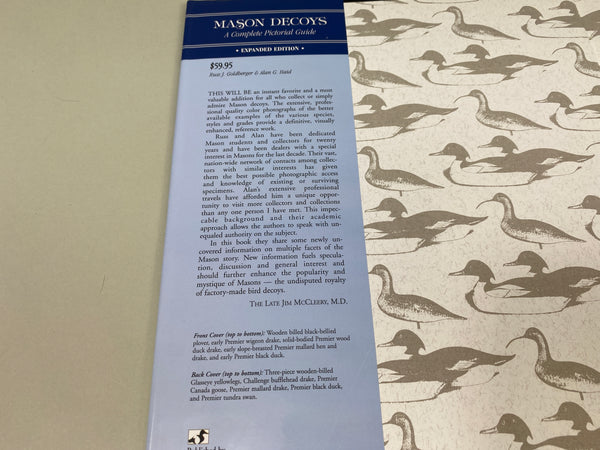 MASON DECOYS
A Complete Pictorial Guide
• EXPANDED EDITION •
$59.95
Russ J. Goldberger & Alan G. Haid
THIS WILL BE an instant favorite and a most
valuable addition for all who collect or simply
admire Mason decoys. The extensive, profes-
sional quality color photographs of the better
available examples of the various species,
styles and grades provide a definitive, visually
enhanced, reference work.
Russ and Alan have been dedicated
Mason students and collectors for twenty
years and have been dealers with a special
interest in Masons for the last decade. Their vast,
nation-wide network of contacts among collec-
tors with similar interests has given
them the best possible photographic access
and knowledge of existing or surviving
specimens. Alan's extensive professional
travels have afforded him a unique oppor-
tunity to visit more collectors and collections
than any one person I have met. This impec-
cable background and their academic
approach allows the authors to speak with un-
equaled authority on the subject.
In this book they share some newly un-
covered information on multiple facets of the
Mason story. New information fuels specula-
tion, discussion and general interest and
should further enhance the popularity and
mystique of Masons — the undisputed royalty
of factory-made bird decoys.
THE LATE JIM MCCLEERY, M.D.
Front Cover (top to bottom): Wooden billed black-bellied
plover, early Premier wigeon drake, solid-bodied Premier wood
duck drake, early slope-breasted Premier mallard hen and
drake, and early Premier black duck.
Back Cover (top to bottom): Three-piece wooden-billed
Glasseye yellowlegs, Challenge bufflehead drake, Premier
Canada goose, Premier mallard drake, Premier black duck,
and Premier tundra swan.